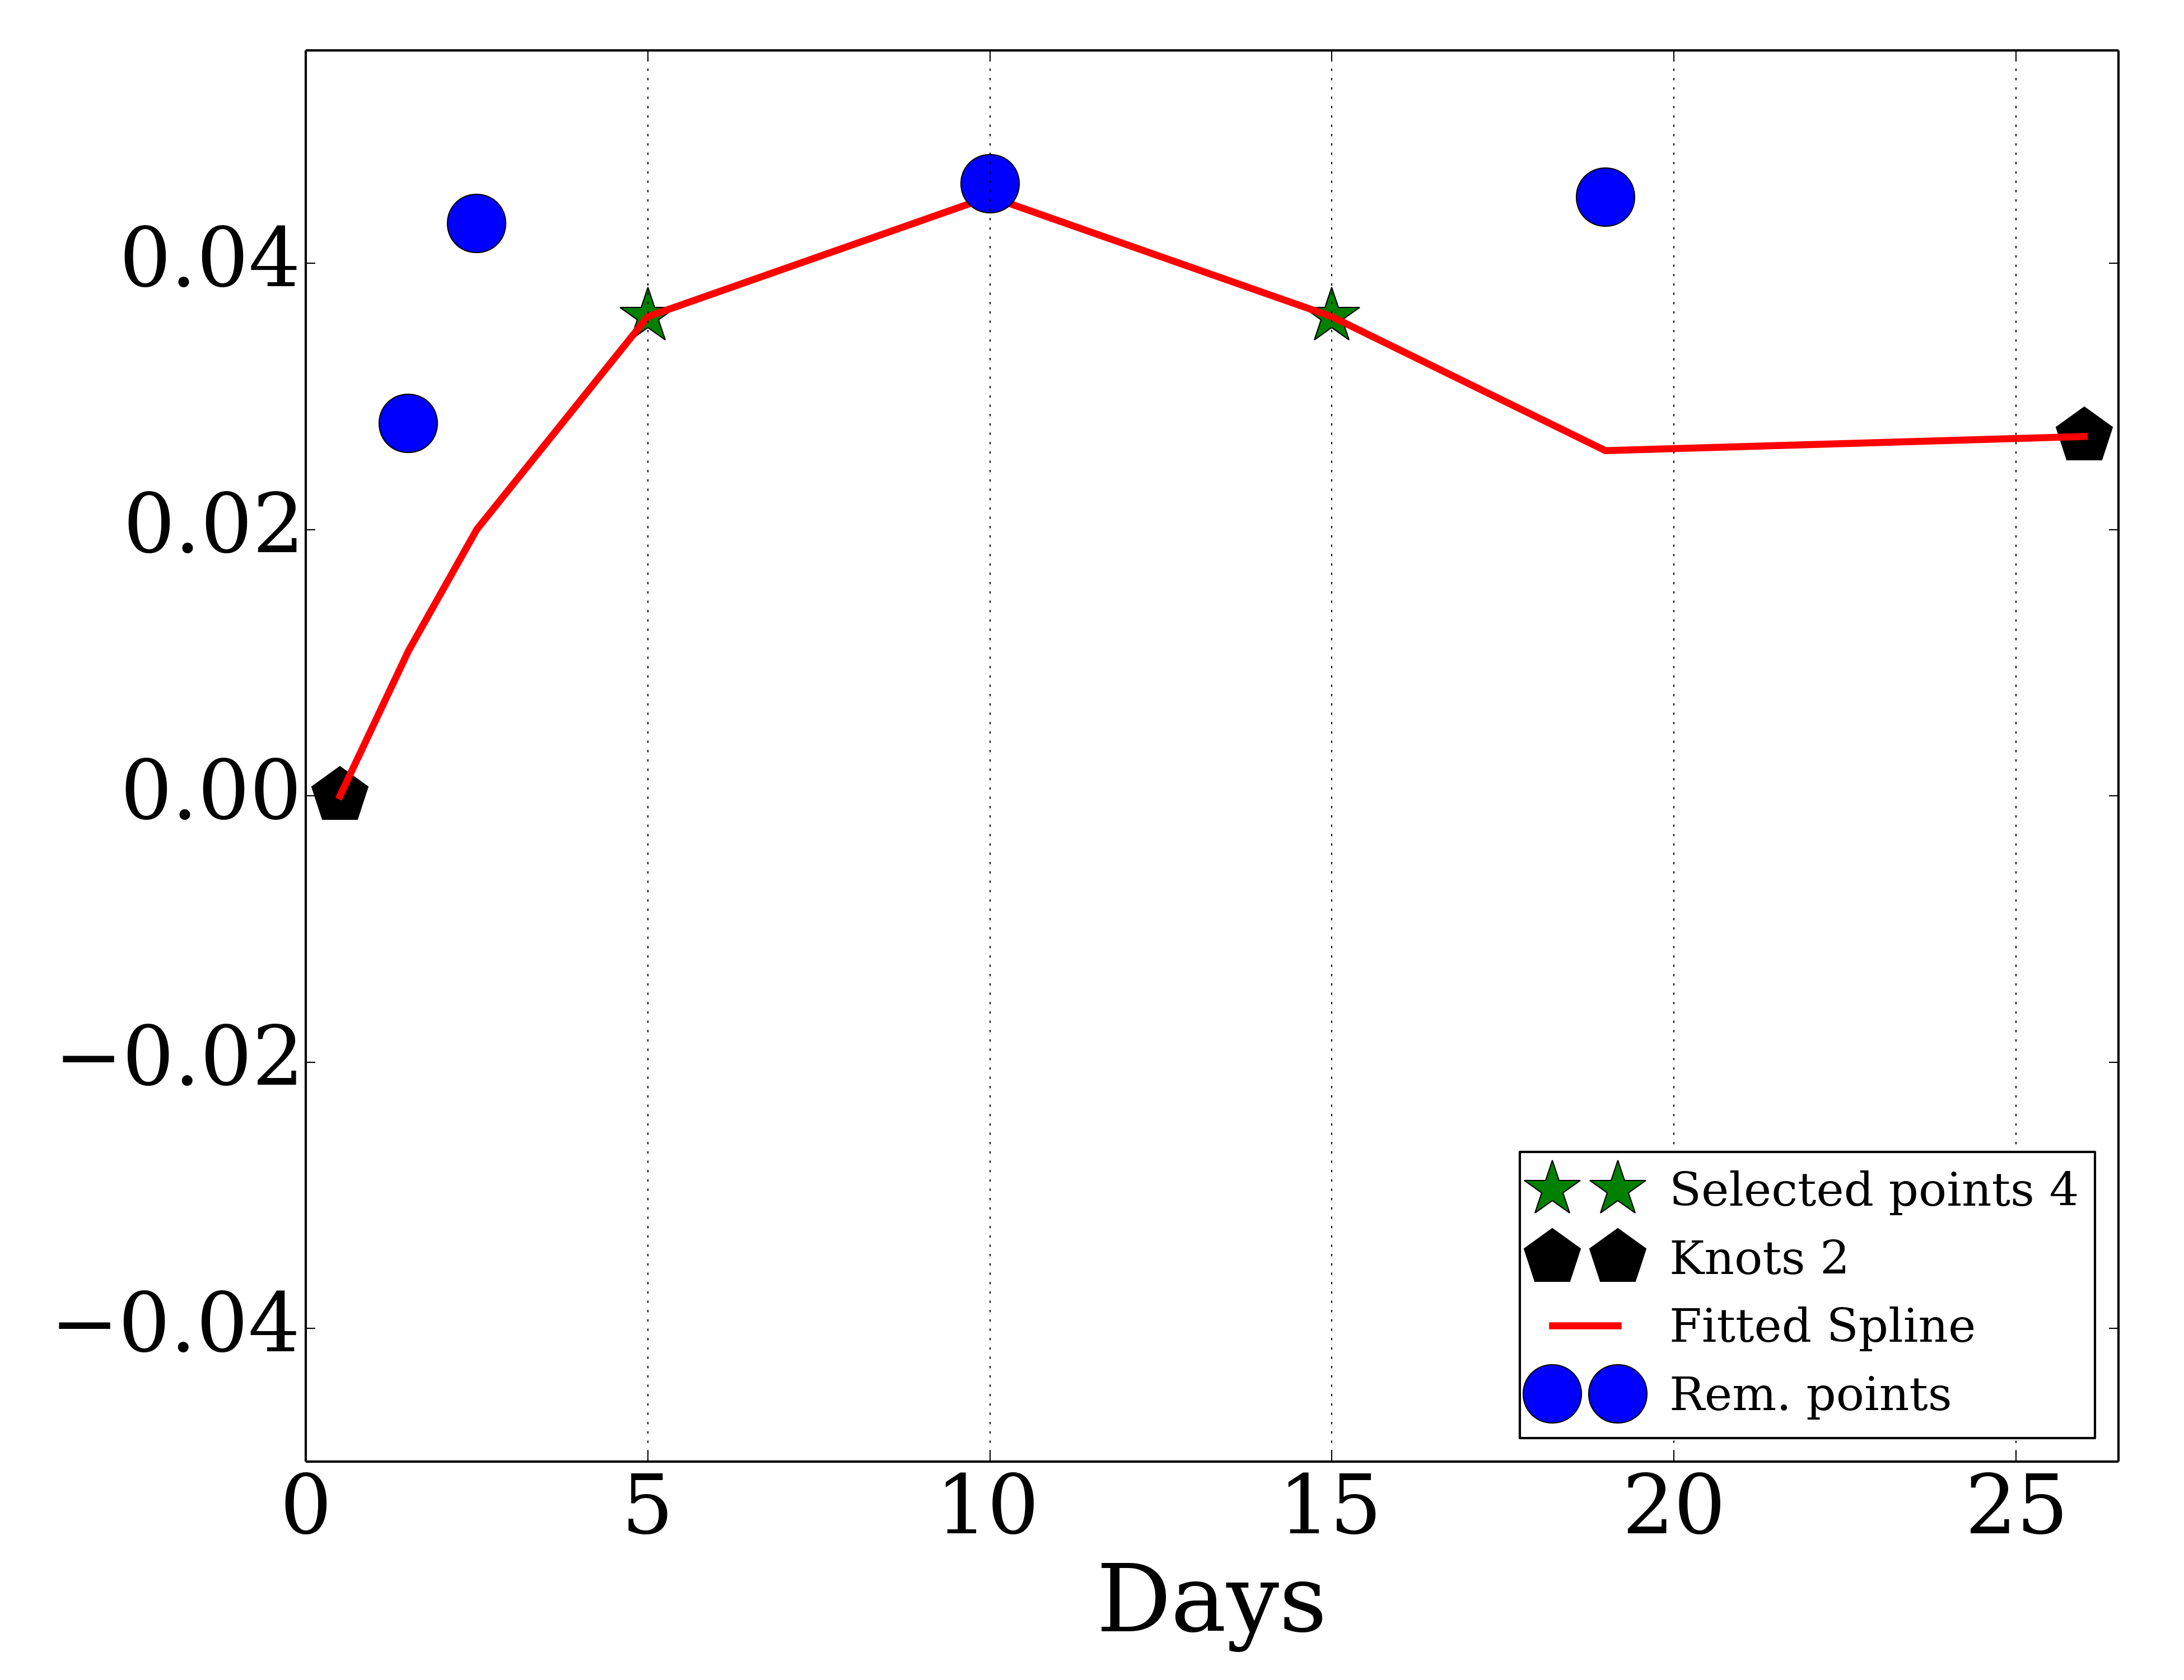 0.04
0.02
0.00
−0.02
−0.04
0 5 10 15 20 25
Days
Selected points 4
Knots 2
Fitted Spline
Rem. points